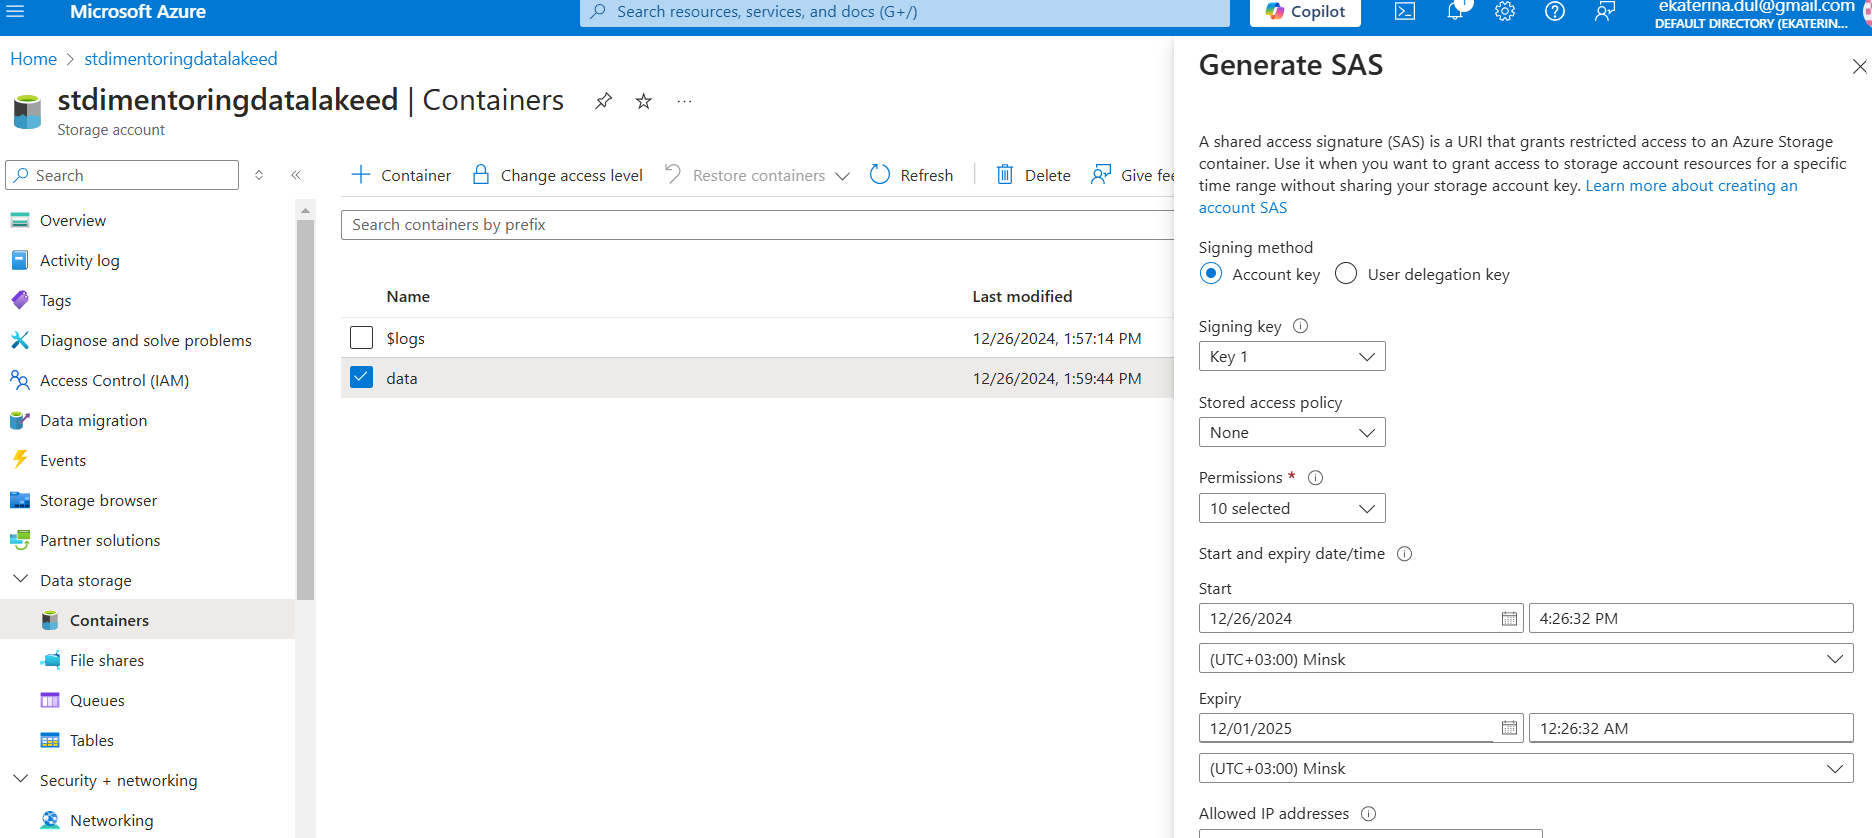 Microsoft Azure
Search resources, services, and docs (G+/)
Copilot
1
ekaterina.dul@gmail.com
DEFAULT DIRECTORY (EKATERIN...
Home > stdimentoringdatalakeed
stdimentoringdatalakeed | Containers
...
Storage account
Search
Overview
Activity log
Tags
Diagnose and solve problems
Access Control (IAM)
Data migration
Events
Storage browser
Partner solutions
Data storage
Containers
File shares
Queues
Tables
Security + networking
Networking
Container
Change access level
Restore containers
Refresh
Delete
Give fee
Search containers by prefix
Name
Last modified
$logs
12/26/2024, 1:57:14 PM
data
12/26/2024, 1:59:44 PM
Generate SAS
A shared access signature (SAS) is a URI that grants restricted access to an Azure Storage
container. Use it when you want to grant access to storage account resources for a specific
time range without sharing your storage account key. Learn more about creating an
account SAS
Signing method
Account key
User delegation key
Signing key
Key 1
Stored access policy
None
Permissions *
10 selected
Start and expiry date/time
Start
12/26/2024
4:26:32 PM
(UTC+03:00) Minsk
Expiry
12/01/2025
12:26:32 AM
(UTC+03:00) Minsk
Allowed IP addresses